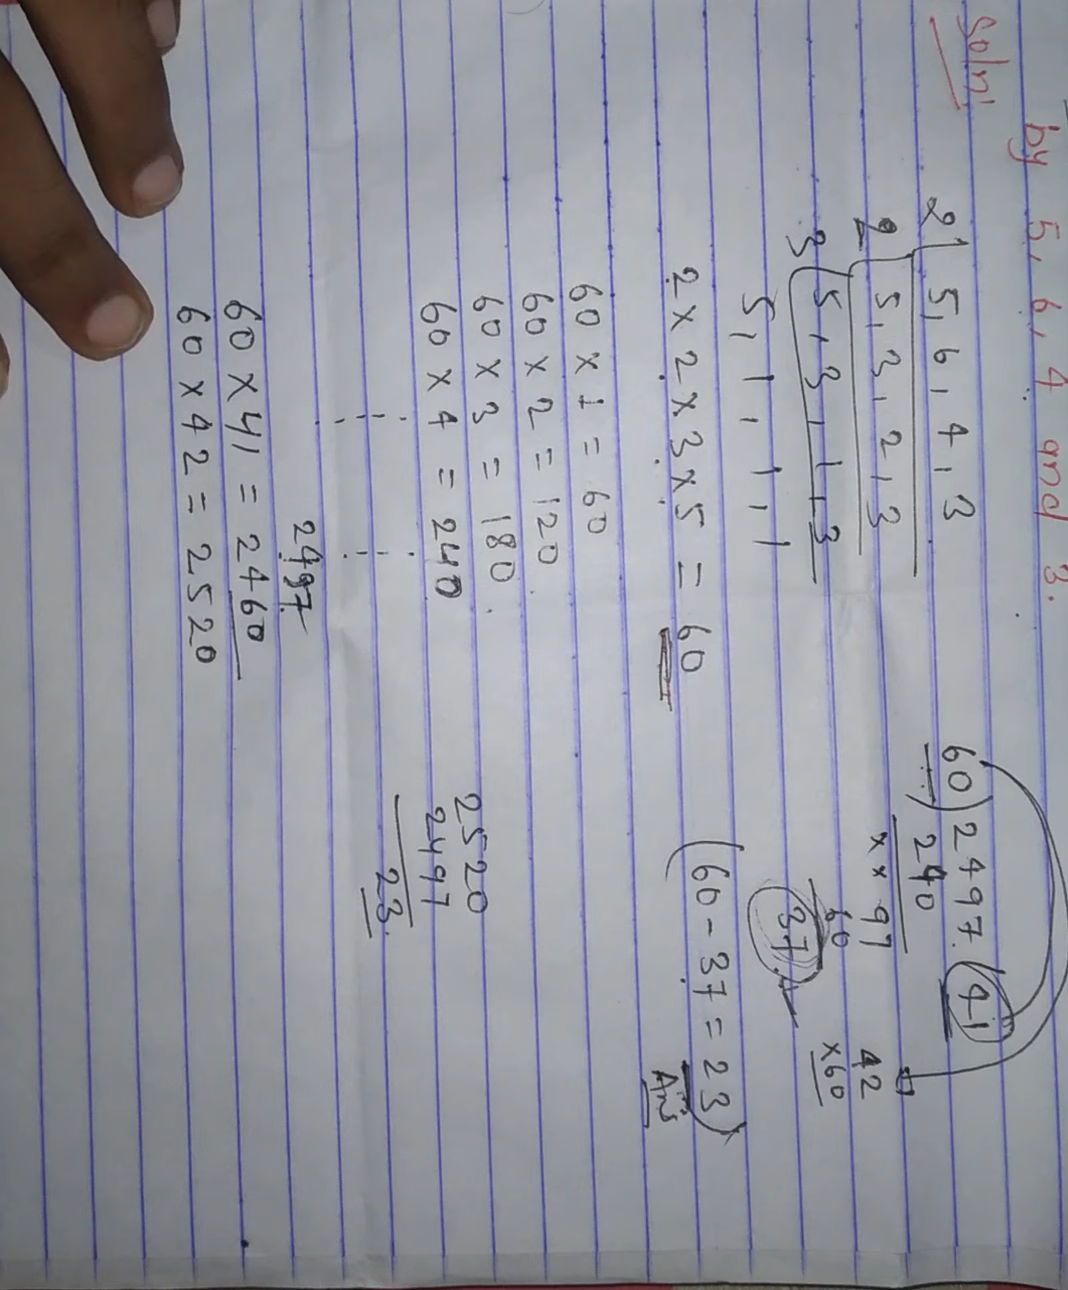 by 5, 6, 4 and 3.
Soln:
2 5, 6, 4, 3
2 5, 3, 2, 3
3 5, 3, 1, 3
5, 1, 1, 1
2 × 2 × 3 × 5 = 60
60 × 1 = 60
60 × 2 = 120
60 × 3 = 180
60 × 4 = 240
2497
60 × 41 = 2460
60 × 42 = 2520
60) 2497 (41
240
× × 97
60
37
42
×60
(60 - 37 = 23)
Ans
2520
2497
23